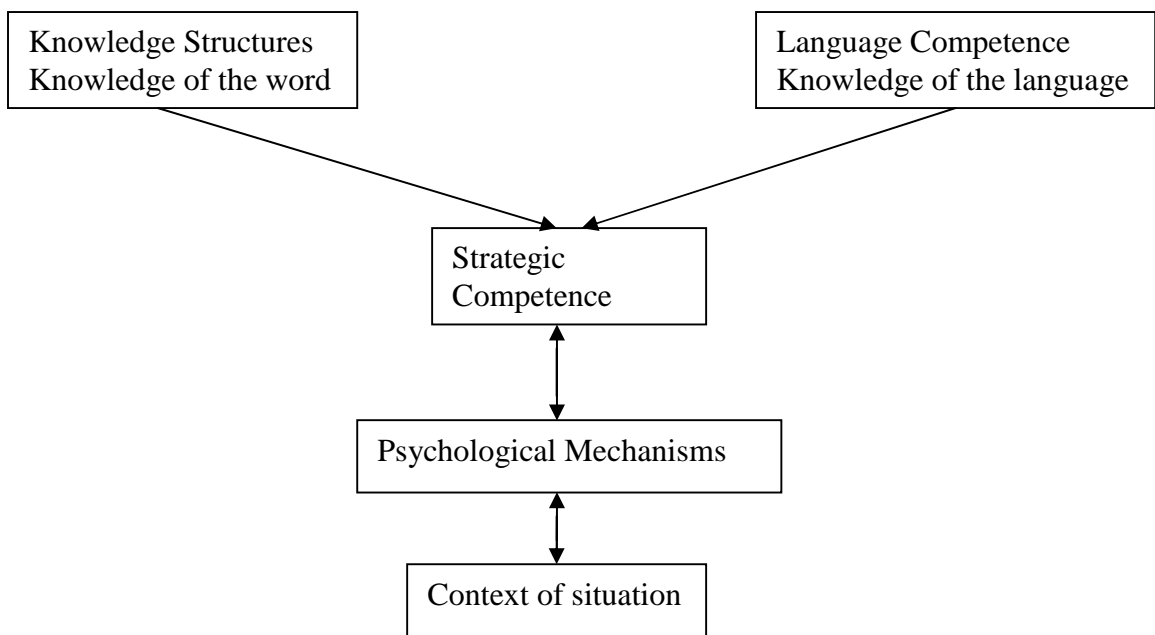 Knowledge Structures
Knowledge of the word
Language Competence
Knowledge of the language
Strategic
Competence
Psychological Mechanisms
Context of situation